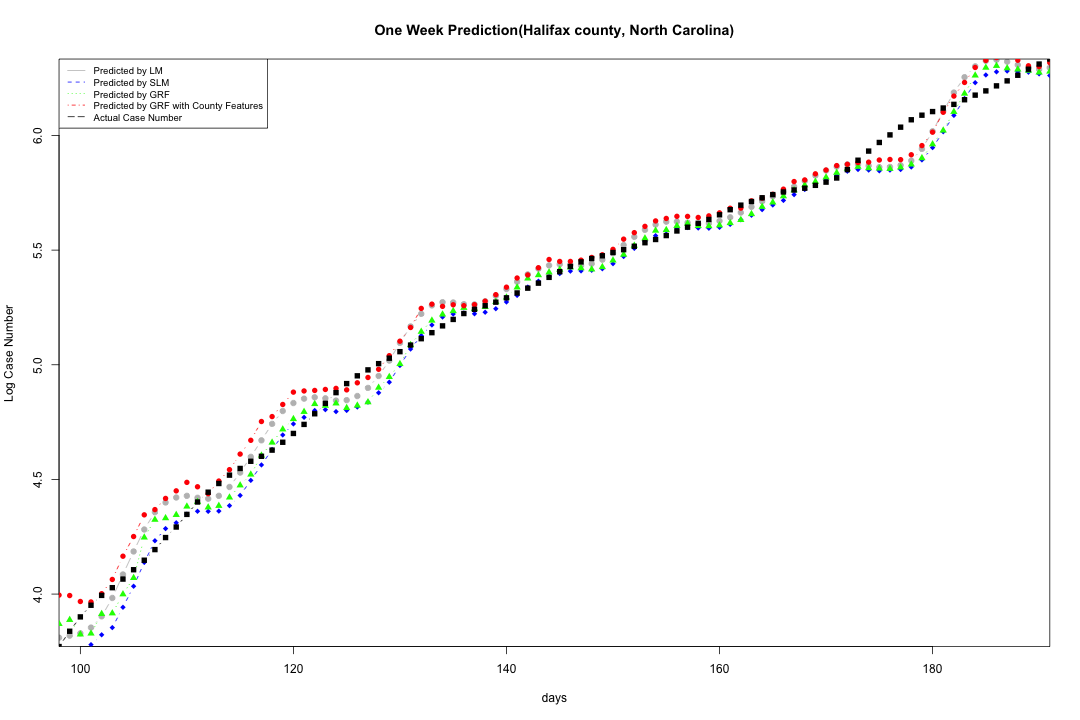 One Week Prediction(Halifax county, North Carolina)
Predicted by LM
Predicted by SLM
Predicted by GRF
Predicted by GRF with County Features
Actual Case Number
Log Case Number
6.0
5.5
5.0
4.5
4.0
100 120 140 160 180
days